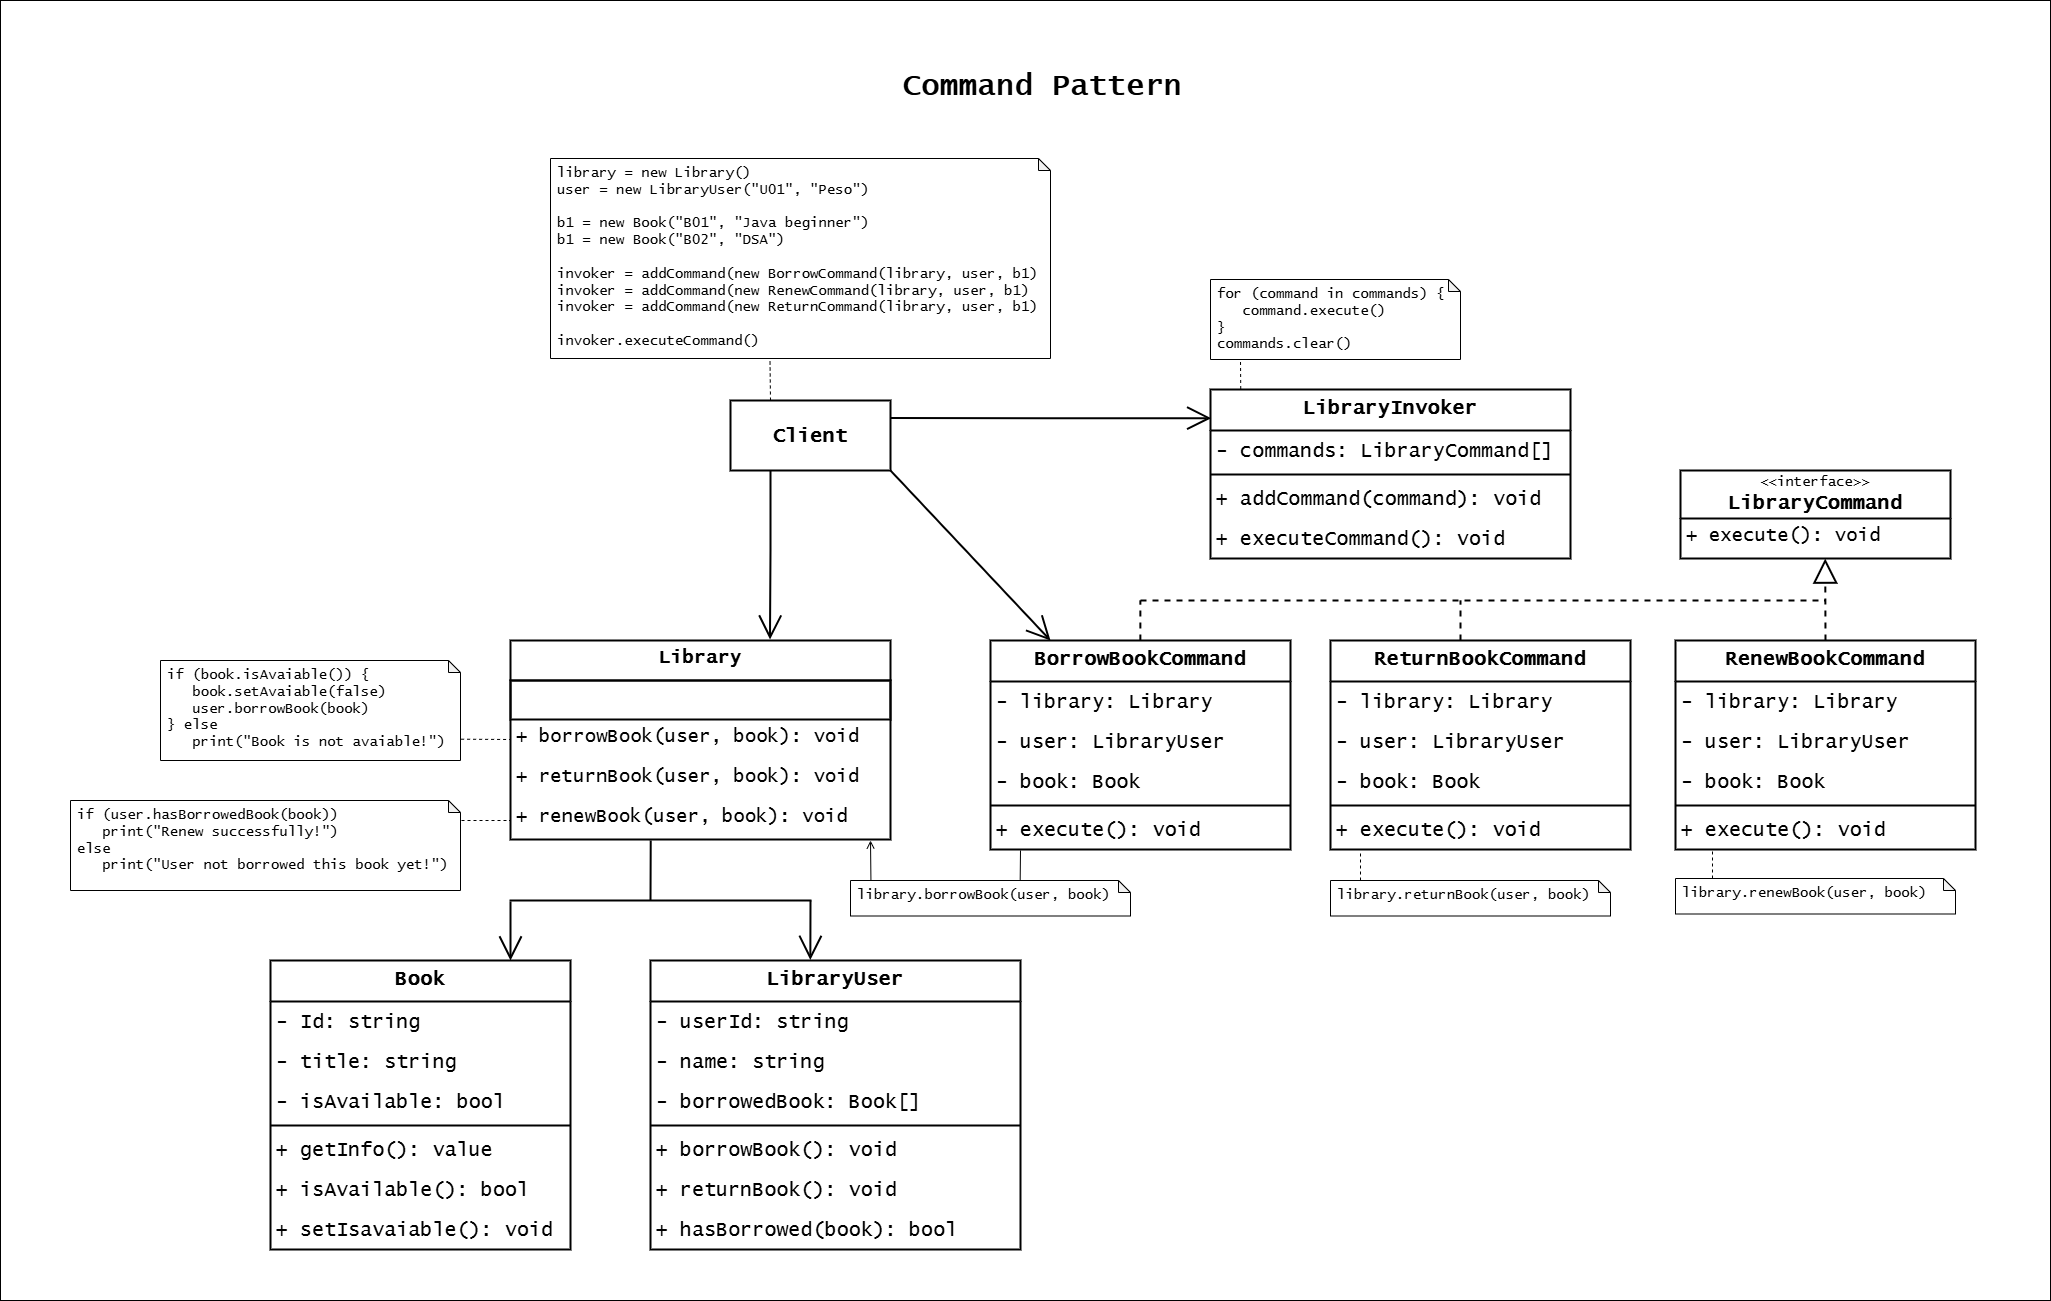 Command Pattern
library = new Library()
user = new LibraryUser("U01", "Peso")
b1 = new Book("B01", "Java beginner")
b1 = new Book("B02", "DSA")
invoker = addCommand(new BorrowCommand(library, user, b1)
invoker = addCommand(new RenewCommand(library, user, b1)
invoker = addCommand(new ReturnCommand(library, user, b1)
invoker.executeCommand()
for (command in commands) {
command.execute()
}
commands.clear()
Client
LibraryInvoker
- commands: LibraryCommand[]
+ addCommand(command): void
+ executeCommand(): void
<<interface>>
LibraryCommand
+ execute(): void
if (book.isAvaiable()) {
book.setAvaiable(false)
user.borrowBook(book)
} else
print("Book is not avaiable!")
if (user.hasBorrowedBook(book))
print("Renew successfully!")
else
print("User not borrowed this book yet!")
Library
+ borrowBook(user, book): void
+ returnBook(user, book): void
+ renewBook(user, book): void
BorrowBookCommand
- library: Library
- user: LibraryUser
- book: Book
+ execute(): void
library.borrowBook(user, book)
ReturnBookCommand
- library: Library
- user: LibraryUser
- book: Book
+ execute(): void
library.returnBook(user, book)
RenewBookCommand
- library: Library
- user: LibraryUser
- book: Book
+ execute(): void
library.renewBook(user, book)
Book
- Id: string
- title: string
- isAvailable: bool
+ getInfo(): value
+ isAvailable(): bool
+ setIsavaiable(): void
LibraryUser
- userId: string
- name: string
- borrowedBook: Book[]
+ borrowBook(): void
+ returnBook(): void
+ hasBorrowed(book): bool